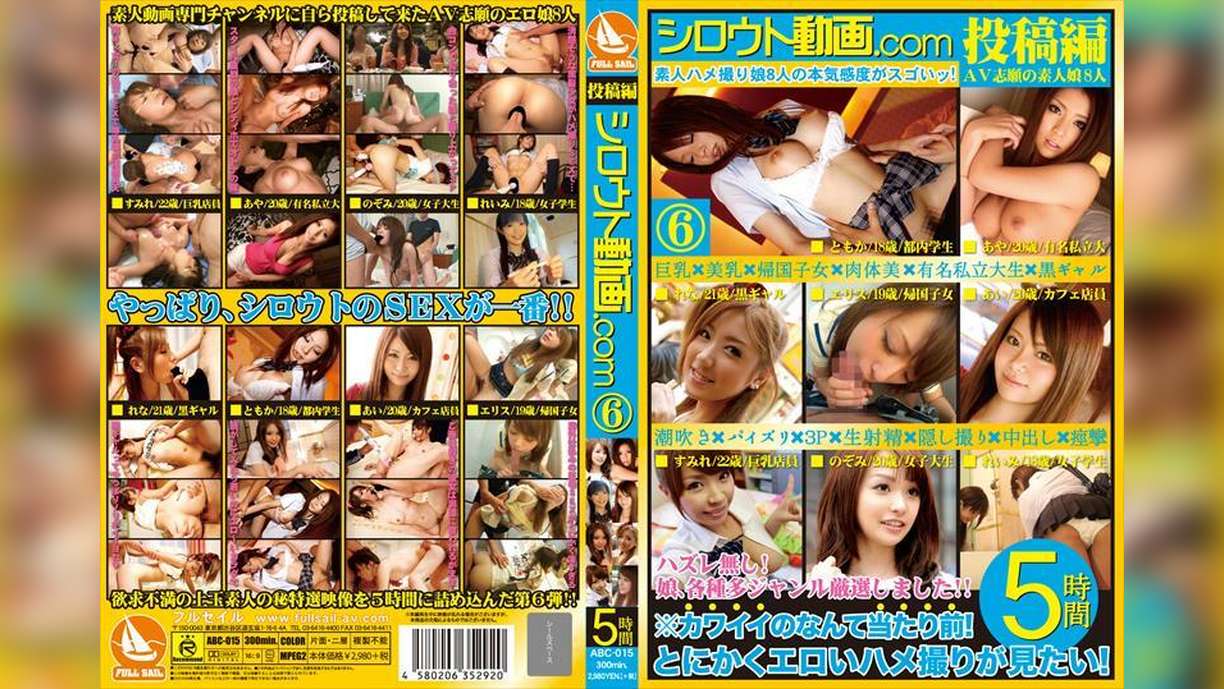 素人動画専門チャンネルに自ら投稿して来たAV志願のエロ娘8人
■ すみれ/22歳/巨乳店員
■ あや/20歳/有名私立大
■ のぞみ/20歳/女子大生
■ れいみ/18歳/女子学生
やっぱり、シロウトのSEXが一番!!
■ れな/21歳/黒ギャル
■ ともか/18歳/都内学生
■ あい/20歳/カフェ店員
■ エリス/19歳/帰国子女
欲求不満の上玉素人の秘特選映像を5時間に詰め込んだ第6弾!!
フルセイル www.fullsail-av.com
ABC-015 300min. COLOR 片面・二層 複製不能
16:9 MPEG2 本体価格￥2,980+税
FULL SAIL
4 580206 352920
シールスペース
FULL SAIL
投稿編
シロウト動画.com
⑥
5時間
ABC-015
300min.
シロウト動画.com
投稿編
AV志願の素人娘8人
素人ハメ撮り娘8人の本気感度がスゴいッ!
⑥
■ ともか/18歳/都内学生
■ あや/20歳/有名私立大
巨乳×美乳×帰国子女×肉体美×有名私立大生×黒ギャル
■ れな/21歳/黒ギャル
■ エリス/19歳/帰国子女
■ あい/20歳/カフェ店員
潮吹き×パイズリ×3P×生射精×隠し撮り×中出し×痙攣
■ すみれ/22歳/巨乳店員
■ のぞみ/20歳/女子大生
■ れいみ/18歳/女子学生
ハズレ無し!
娘、各種多ジャンル厳選しました!!
5時間
※カワイイのなんて当たり前!
とにかくエロいハメ撮りが見たい!